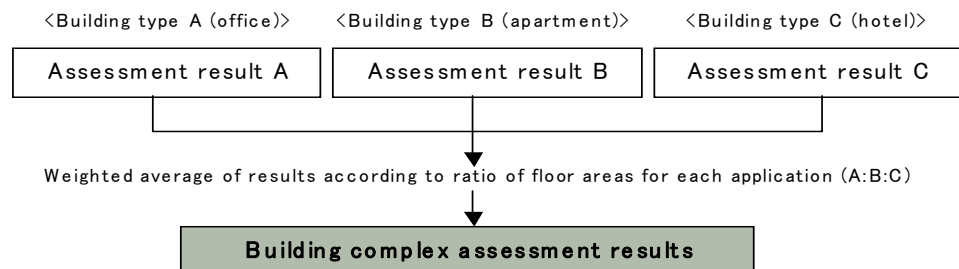 <Building type A (office)> <Building type B (apartment)> <Building type C (hotel)>
Assessment result A Assessment result B Assessment result C
Weighted average of results according to ratio of floor areas for each application (A:B:C)
Building complex assessment results